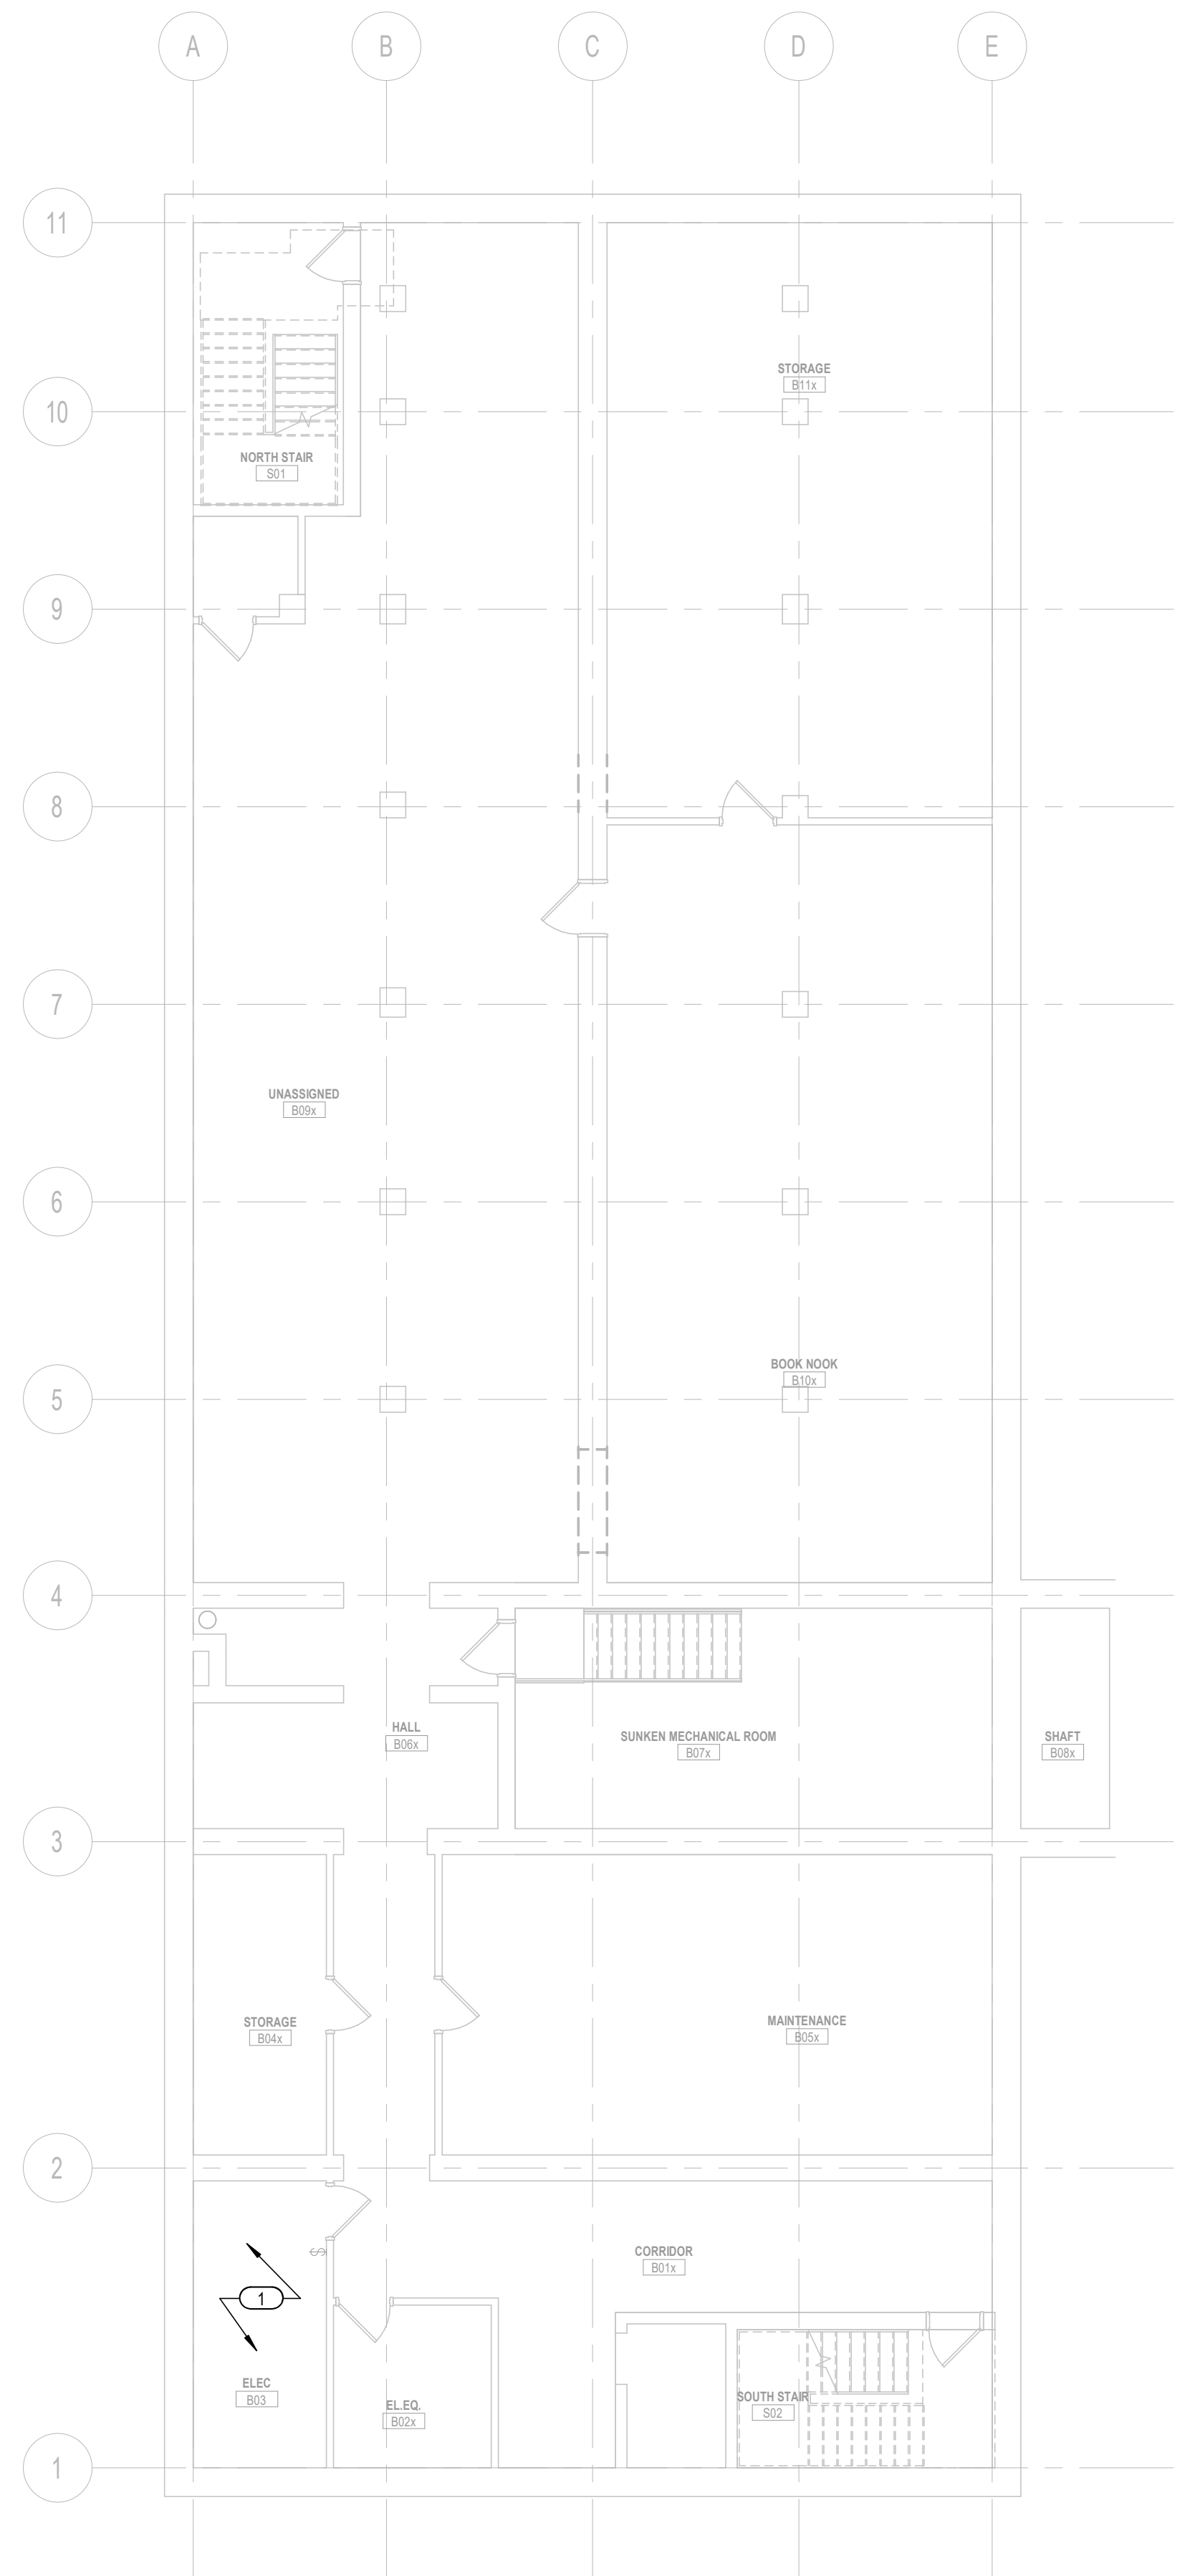 A B C D E
11
STORAGE
B11x
10
NORTH STAIR
S01
9
8
7
UNASSIGNED
B09x
6
BOOK NOOK
B10x
5
4
HALL
B06x
SUNKEN MECHANICAL ROOM
B07x
SHAFT
B08x
3
STORAGE
B04x
MAINTENANCE
B05x
2
$
CORRIDOR
B01x
1
ELEC
B03
EL.EQ.
B02x
SOUTH STAIR
S02
1